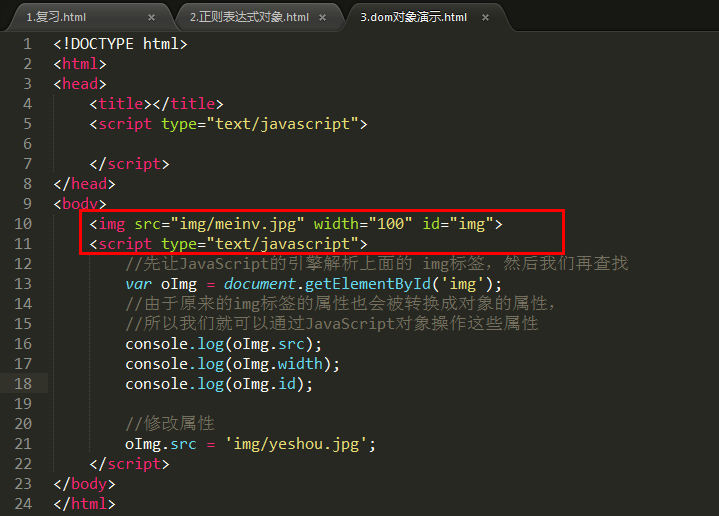 1.复习.html × 2.正则表达式对象.html × 3.dom对象演示.html ×
1 <!DOCTYPE html>
2 <html>
3 <head>
4 <title></title>
5 <script type="text/javascript">
6
7 </script>
8 </head>
9 <body>
10 <img src="img/meinv.jpg" width="100" id="img">
11 <script type="text/javascript">
12 //先让JavaScript的引擎解析上面的 img标签，然后我们再查找
13 var oImg = document.getElementById('img');
14 //由于原来的img标签的属性也会被转换成对象的属性，
15 //所以我们就可以通过JavaScript对象操作这些属性
16 console.log(oImg.src);
17 console.log(oImg.width);
18 console.log(oImg.id);
19
20 //修改属性
21 oImg.src = 'img/yeshou.jpg';
22 </script>
23 </body>
24 </html>